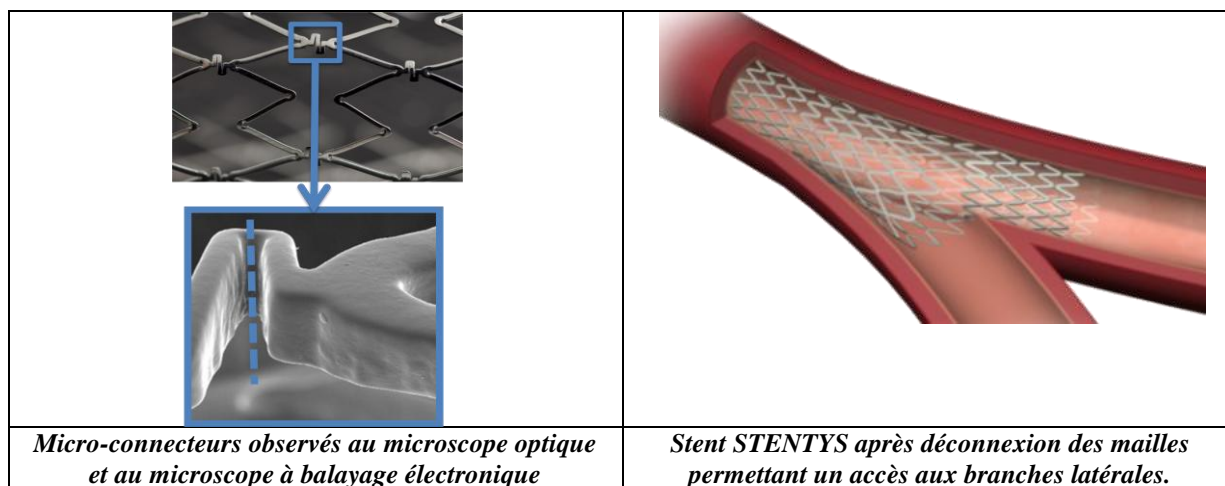 Micro-connecteurs observés au microscope optique
et au microscope à balayage électronique
Stent STENTYS après déconnexion des mailles
permettant un accès aux branches latérales.